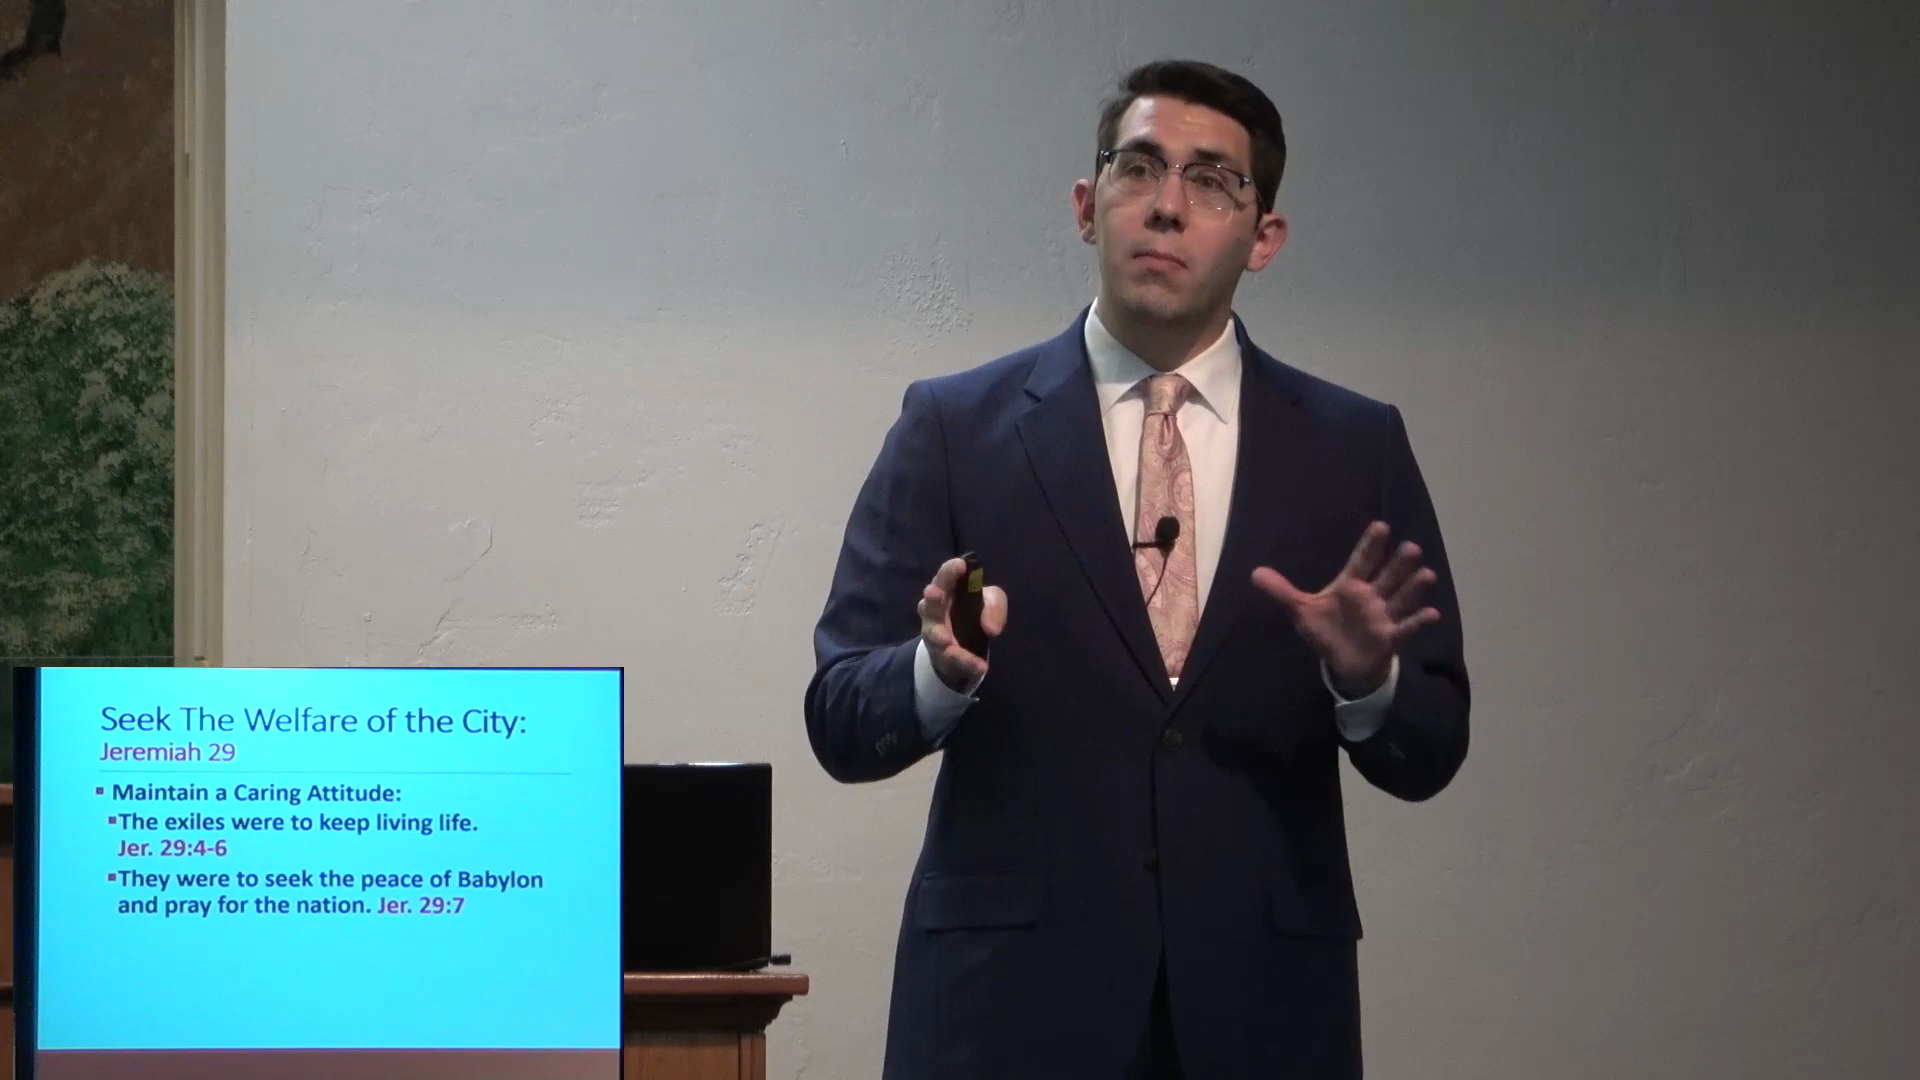 Seek The Welfare of the City:
Jeremiah 29
▪ Maintain a Caring Attitude:
▪The exiles were to keep living life.
Jer. 29:4-6
▪They were to seek the peace of Babylon
and pray for the nation. Jer. 29:7